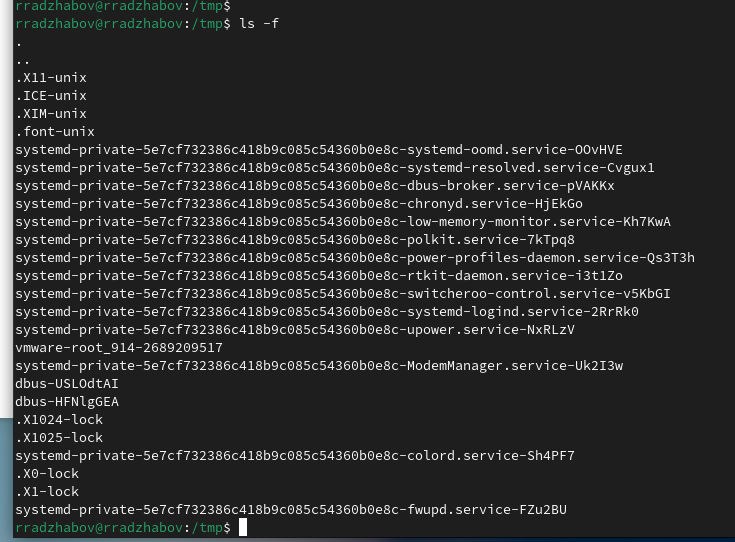 rradzhabov@rradzhabov:/tmp$
rradzhabov@rradzhabov:/tmp$ ls -f
.
..
.X11-unix
.ICE-unix
.XIM-unix
.font-unix
systemd-private-5e7cf732386c418b9c085c54360b0e8c-systemd-oomd.service-OOvHVE
systemd-private-5e7cf732386c418b9c085c54360b0e8c-systemd-resolved.service-Cvgux1
systemd-private-5e7cf732386c418b9c085c54360b0e8c-dbus-broker.service-pVAKKx
systemd-private-5e7cf732386c418b9c085c54360b0e8c-chronyd.service-HjEkGo
systemd-private-5e7cf732386c418b9c085c54360b0e8c-low-memory-monitor.service-Kh7KwA
systemd-private-5e7cf732386c418b9c085c54360b0e8c-polkit.service-7kTpq8
systemd-private-5e7cf732386c418b9c085c54360b0e8c-power-profiles-daemon.service-Qs3T3h
systemd-private-5e7cf732386c418b9c085c54360b0e8c-rtkit-daemon.service-i3t1Zo
systemd-private-5e7cf732386c418b9c085c54360b0e8c-switcheroo-control.service-v5KbGI
systemd-private-5e7cf732386c418b9c085c54360b0e8c-systemd-logind.service-2RrRk0
systemd-private-5e7cf732386c418b9c085c54360b0e8c-upower.service-NxRLzV
vmware-root_914-2689209517
systemd-private-5e7cf732386c418b9c085c54360b0e8c-ModemManager.service-Uk2I3w
dbus-USLOdtAI
dbus-HFNlgGEA
.X1024-lock
.X1025-lock
systemd-private-5e7cf732386c418b9c085c54360b0e8c-colord.service-Sh4PF7
.X0-lock
.X1-lock
systemd-private-5e7cf732386c418b9c085c54360b0e8c-fwupd.service-FZu2BU
rradzhabov@rradzhabov:/tmp$